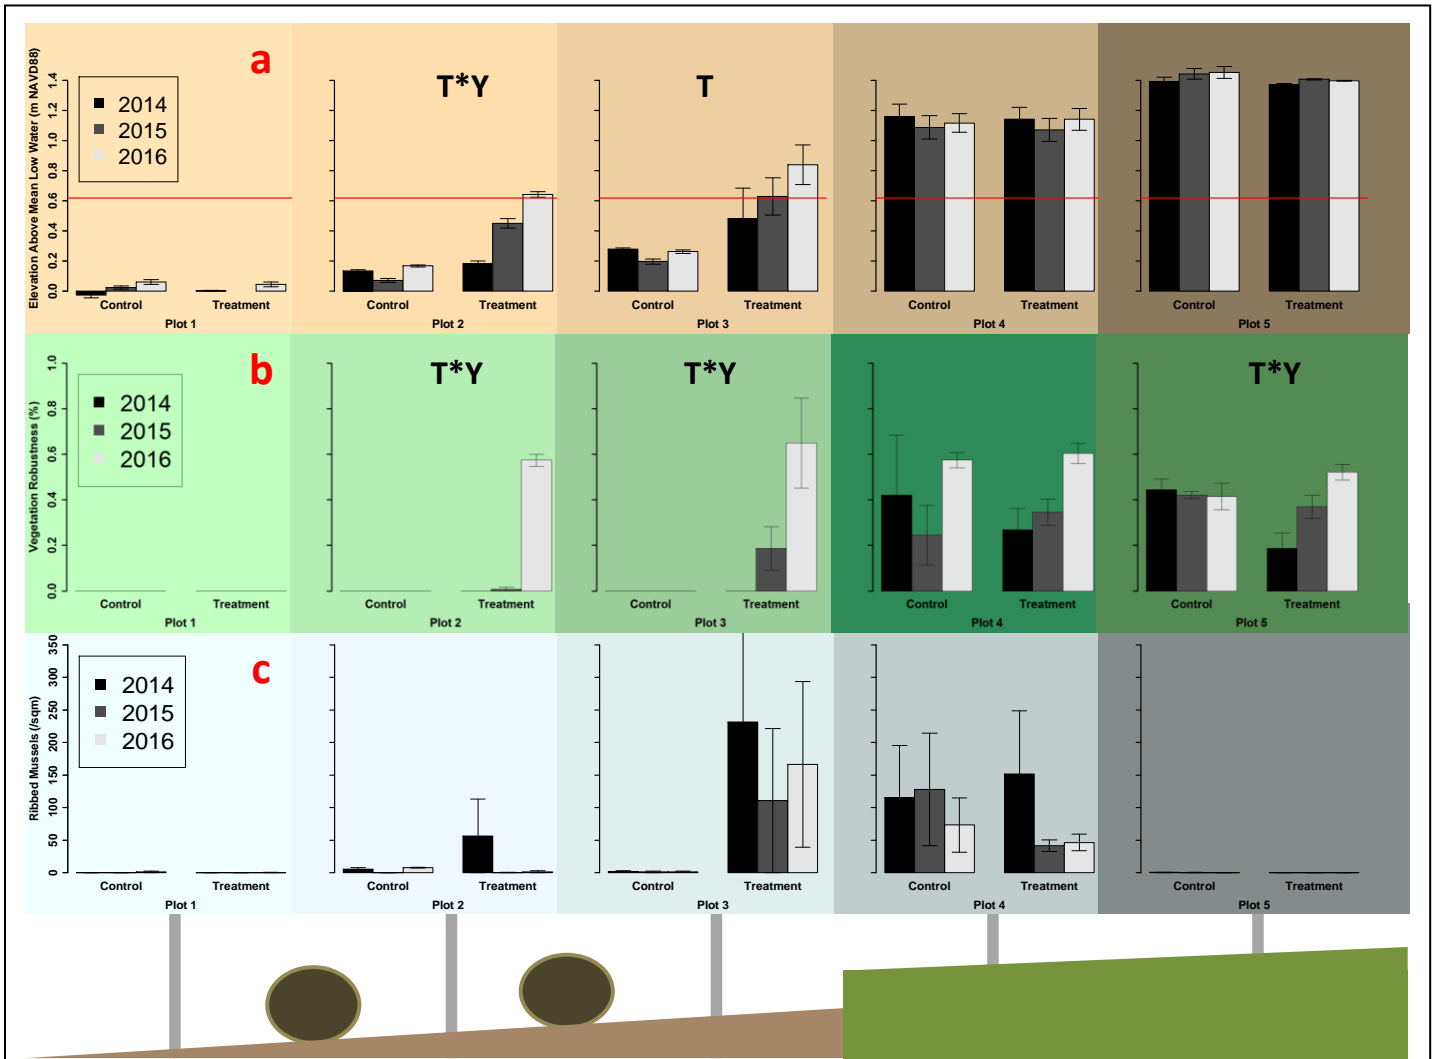 a
T*Y
T
Elevation Above Mean Low Water (m NAVD88)
0.0 0.2 0.4 0.6 0.8 1.0 1.2 1.4
2014
2015
2016
Control Treatment Control Treatment Control Treatment Control Treatment Control Treatment
Plot 1 Plot 2 Plot 3 Plot 4 Plot 5
b
T*Y
T*Y
T*Y
Vegetation Robustness (%)
0.0 0.2 0.4 0.6 0.8 1.0
2014
2015
2016
Control Treatment Control Treatment Control Treatment Control Treatment Control Treatment
Plot 1 Plot 2 Plot 3 Plot 4 Plot 5
c
Ribbed Mussels (/sqm)
0 50 100 150 200 250 300 350
2014
2015
2016
Control Treatment Control Treatment Control Treatment Control Treatment Control Treatment
Plot 1 Plot 2 Plot 3 Plot 4 Plot 5